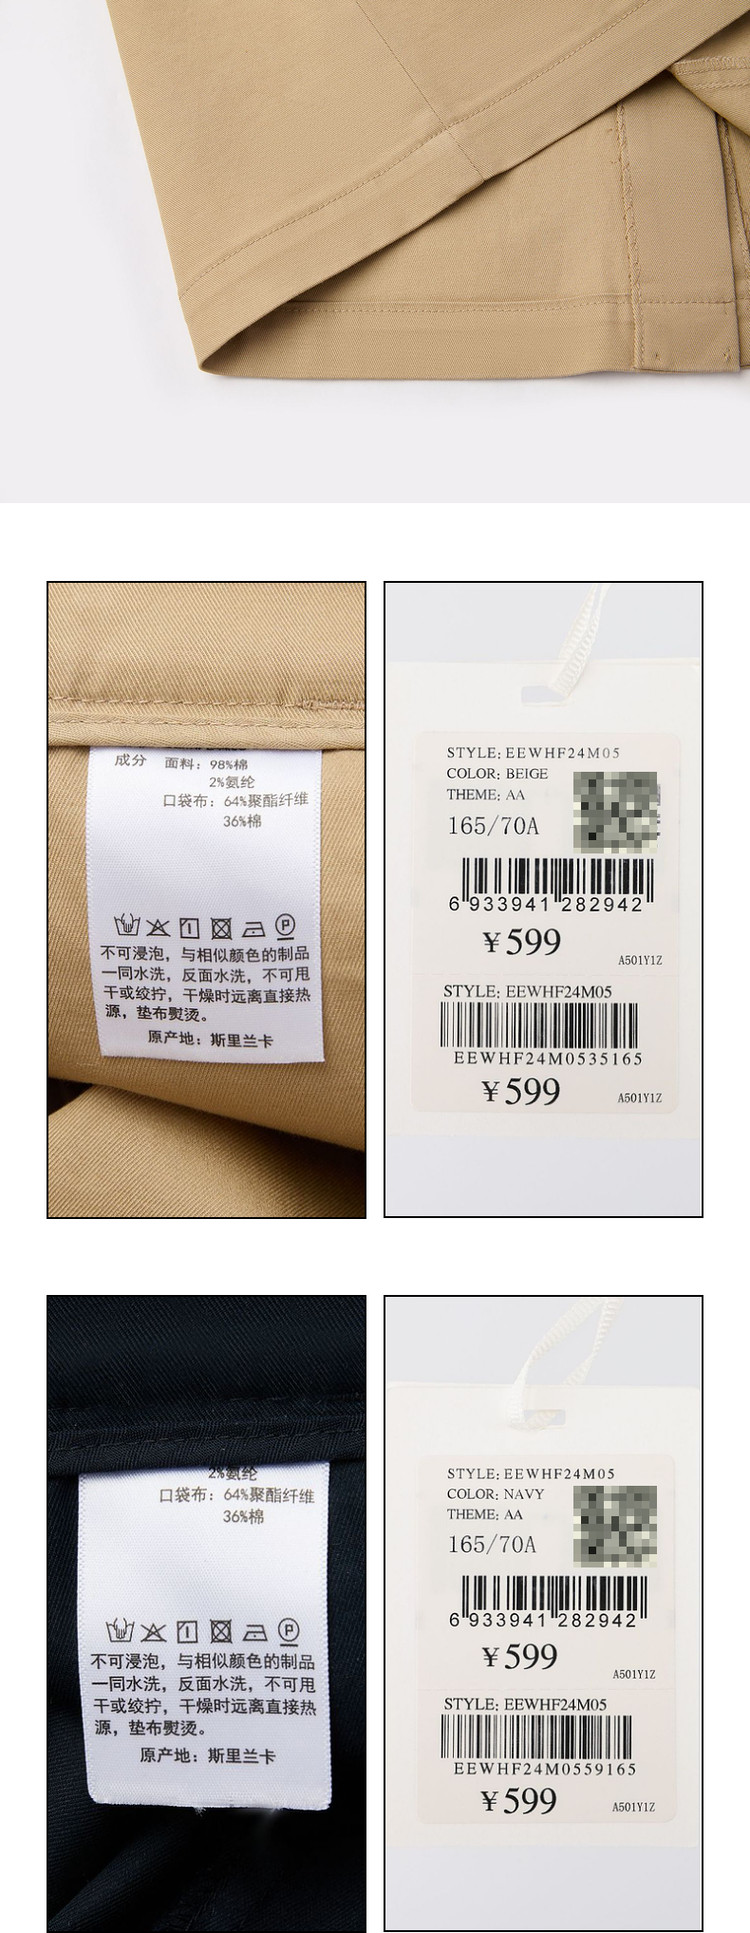 成分 面料：98%棉
2%氨纶
口袋布：64%聚酯纤维
36%棉
不可浸泡，与相似颜色的制品
一同水洗，反面水洗，不可甩
干或绞拧，干燥时远离直接热
源，垫布熨烫。
原产地：斯里兰卡
STYLE: EEWHF24M05
COLOR: BEIGE
THEME: AA
165/70A
6 933941 282942
¥599
A501Y1Z
STYLE: EEWHF24M05
EEWHF24M0535165
¥599
A501Y1Z
2%氨纶
口袋布：64%聚酯纤维
36%棉
不可浸泡，与相似颜色的制品
一同水洗，反面水洗，不可甩
干或绞拧，干燥时远离直接热
源，垫布熨烫。
原产地：斯里兰卡
STYLE: EEWHF24M05
COLOR: NAVY
THEME: AA
165/70A
6 933941 282942
¥599
A501Y1Z
STYLE: EEWHF24M05
EEWHF24M0559165
¥599
A501Y1Z